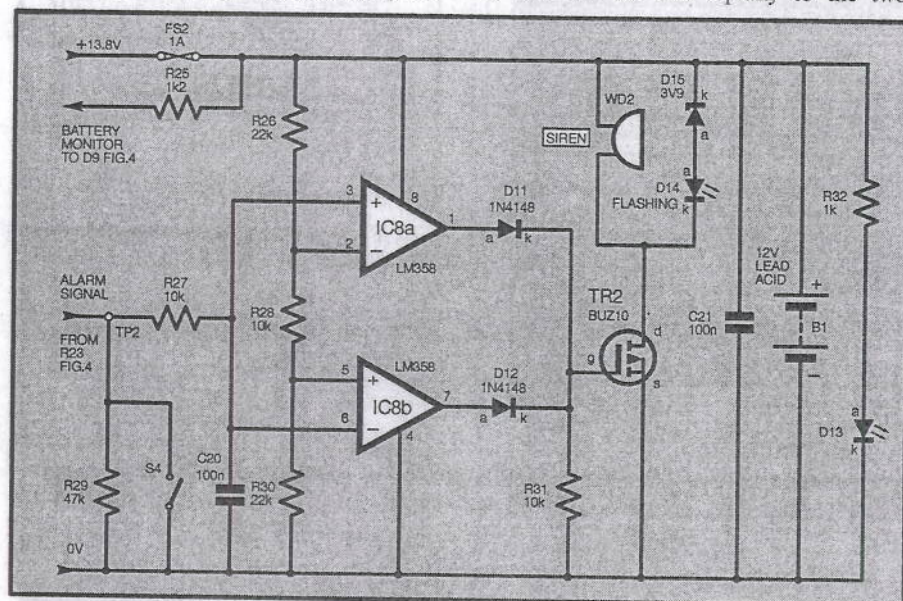 to the two
+13.8V
FS2
1A
R25
1k2
BATTERY
MONITOR
TO D9 FIG.4
R26
22k
3
+
8
IC8a
1
2
−
LM358
D11
1N4148
a
k
WD2
SIREN
D15
3V9
k
a
a
D14
FLASHING
k
R32
1k
ALARM
SIGNAL
R27
10k
TP2
FROM
R23
FIG.4
R28
10k
LM358
5
+
IC8b
7
6
−
4
D12
1N4148
a
k
TR2
BUZ10
d
g
s
C21
100n
12V
LEAD
ACID
+
B1
−
a
D13
k
R29
47k
S4
C20
100n
R30
22k
R31
10k
0V